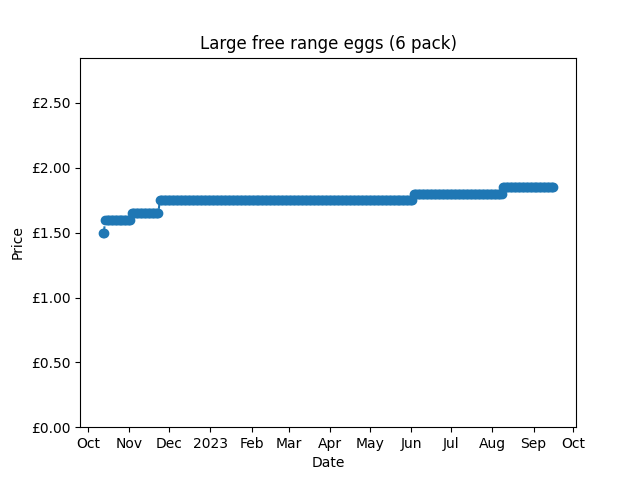 Large free range eggs (6 pack)
£2.50
£2.00
£1.50
£1.00
£0.50
£0.00
Price
Oct Nov Dec 2023 Feb Mar Apr May Jun Jul Aug Sep Oct
Date